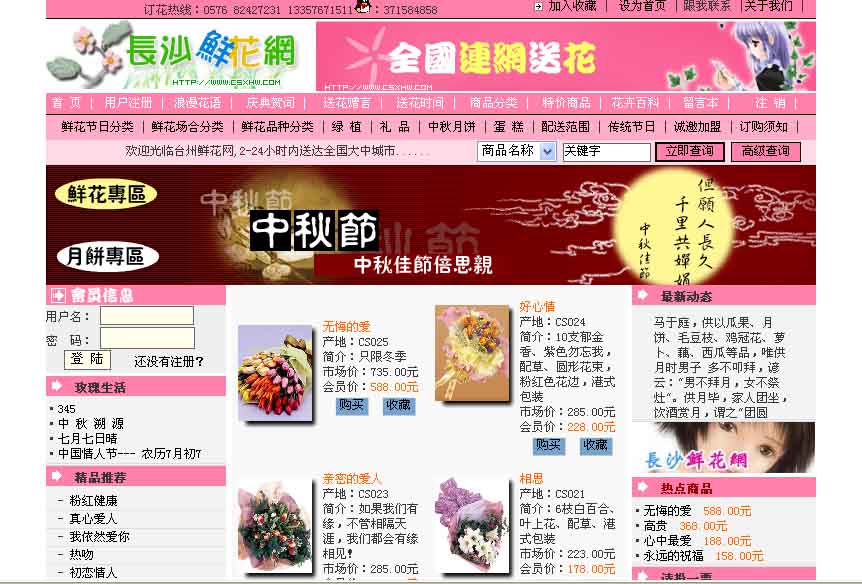 订花热线：0576 82427231 13357671511 ：371584858
加入收藏 | 设为首页 | 跟我联系 | 关于我们 |
長沙鮮花網
HTTP://WWW.CSXHW.COM
全國連網送花
HTTP://WWW.CSXHW.COM
首 页 | 用户注册 | 浪漫花语 | 庆典贺词 | 送花赠言 | 送花时间 | 商品分类 | 特价商品 | 花卉百科 | 留言本 | 注 销 |
鲜花节日分类 | 鲜花场合分类 | 鲜花品种分类 | 绿 植 | 礼 品 | 中秋月饼 | 蛋 糕 | 配送范围 | 传统节日 | 诚邀加盟 | 订购须知 |
欢迎光临台州鲜花网,2-24小时内送达全国大中城市......
商品名称 关键字 立即查询 高级查询
鮮花專區
月餅專區
中秋節
中秋節
中秋佳節倍思親
但願人長久
千里共嬋娟
中秋佳節
會員信息
用户名：
密 码：
登 陆 还没有注册？
玫瑰生活
345
中 秋 溯 源
七月七日晴
中国情人节--- 农历7月初7
精品推荐
- 粉红健康
- 真心爱人
- 我依然爱你
- 热吻
- 初恋情人
无悔的爱
产地：CS025
简介：只限冬季
市场价：735.00元
会员价：588.00元
购买 收藏
好心情
产地：CS024
简介：10支郁金
香、紫色勿忘我，
配草、圆形花束，
粉红色花边，港式
包装
市场价：285.00元
会员价：228.00元
购买 收藏
亲密的爱人
产地：CS023
简介：如果我们有
缘，不管相隔天
涯，我们都会有缘
相见！
市场价：285.00元
相思
产地：CS021
简介：6枝白百合、
叶上花、配草、港
式包装
市场价：223.00元
会员价：178.00元
最新动态
马于庭，供以瓜果、月
饼、毛豆枝、鸡冠花、萝
卜、藕、西瓜等品，唯供
月时男子 多不叩拜，谚
云：“男不拜月，女不祭
灶”。供月毕，家人团坐，
饮酒赏月，谓之“团圆
長沙鮮花網
热点商品
无悔的爱 588.00元
高贵 368.00元
心中最爱 188.00元
永远的祝福 158.00元